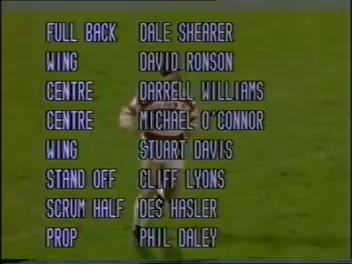 FULL BACK DALE SHEARER
WING DAVID RONSON
CENTRE DARRELL WILLIAMS
CENTRE MICHAEL O'CONNOR
WING STUART DAVIS
STAND OFF CLIFF LYONS
SCRUM HALF DES HASLER
PROP PHIL DALEY